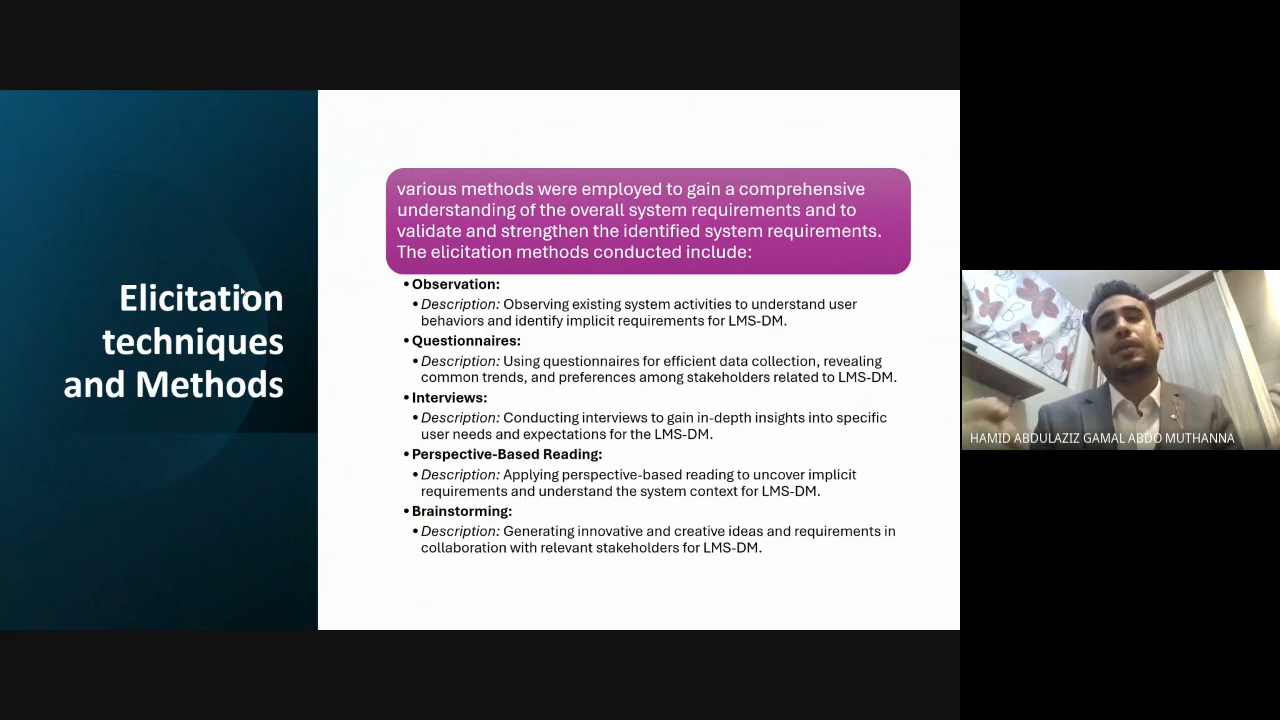 Elicitation
techniques
and Methods
various methods were employed to gain a comprehensive
understanding of the overall system requirements and to
validate and strengthen the identified system requirements.
The elicitation methods conducted include:
• Observation:
• Description: Observing existing system activities to understand user
behaviors and identify implicit requirements for LMS-DM.
• Questionnaires:
• Description: Using questionnaires for efficient data collection, revealing
common trends, and preferences among stakeholders related to LMS-DM.
• Interviews:
• Description: Conducting interviews to gain in-depth insights into specific
user needs and expectations for the LMS-DM.
• Perspective-Based Reading:
• Description: Applying perspective-based reading to uncover implicit
requirements and understand the system context for LMS-DM.
• Brainstorming:
• Description: Generating innovative and creative ideas and requirements in
collaboration with relevant stakeholders for LMS-DM.
HAMID ABDULAZIZ GAMAL ABDO MUTHANNA